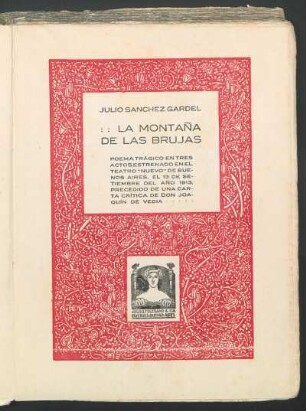 JULIO SANCHEZ GARDEL
:: LA MONTAÑA
DE LAS BRUJAS
POEMA TRÁGICO EN TRES
ACTOS, ESTRENADO EN EL
TEATRO "NUEVO" DE BUE-
NOS AIRES, EL 13 DE SE-
TIEMBRE DEL AÑO 1912,
PRECEDIDO DE UNA CAR-
TA CRÍTICA DE DON JOA-
QUÍN DE VEDIA